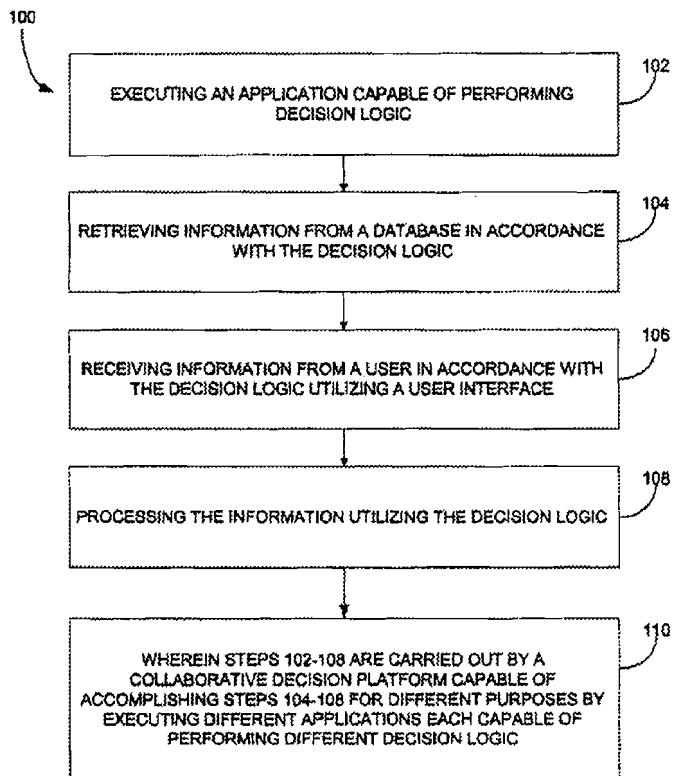 100
EXECUTING AN APPLICATION CAPABLE OF PERFORMING
DECISION LOGIC
102
RETRIEVING INFORMATION FROM A DATABASE IN ACCORDANCE
WITH THE DECISION LOGIC
104
RECEIVING INFORMATION FROM A USER IN ACCORDANCE WITH
THE DECISION LOGIC UTILIZING A USER INTERFACE
106
PROCESSING THE INFORMATION UTILIZING THE DECISION LOGIC
108
WHEREIN STEPS 102-108 ARE CARRIED OUT BY A
COLLABORATIVE DECISION PLATFORM CAPABLE OF
ACCOMPLISHING STEPS 104-108 FOR DIFFERENT PURPOSES BY
EXECUTING DIFFERENT APPLICATIONS EACH CAPABLE OF
PERFORMING DIFFERENT DECISION LOGIC
110